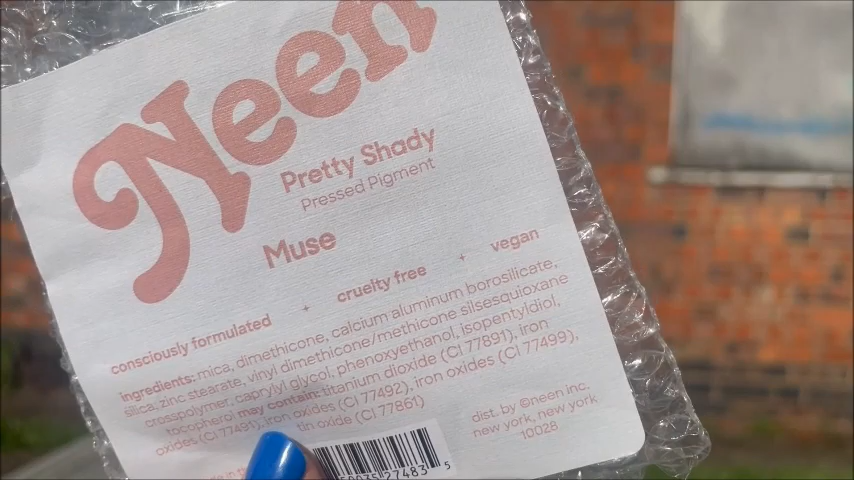 Neen
Pretty Shady
Pressed Pigment
Muse
consciously formulated + cruelty free + vegan
ingredients: mica, dimethicone, calcium aluminum borosilicate,
silica, zinc stearate, vinyl dimethicone/methicone silsesquioxane
crosspolymer, caprylyl glycol, phenoxyethanol, isopentyldiol,
tocopherol may contain: titanium dioxide (CI 77891), iron
oxides (CI 77491), iron oxides (CI 77492), iron oxides (CI 77499),
tin oxide (CI 77861)
dist. by ©neen inc.
new york, new york
10028
27483 5